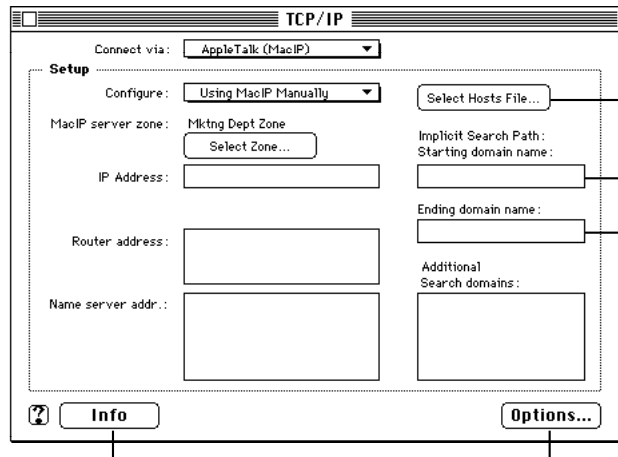 TCP/IP
Connect via: AppleTalk (MacIP)
Setup
Configure: Using MacIP Manually
Select Hosts File...
MacIP server zone: Mktng Dept Zone
Select Zone...
Implicit Search Path:
Starting domain name:
IP Address:
Ending domain name:
Router address:
Additional
Search domains:
Name server addr.:
?
Info
Options...